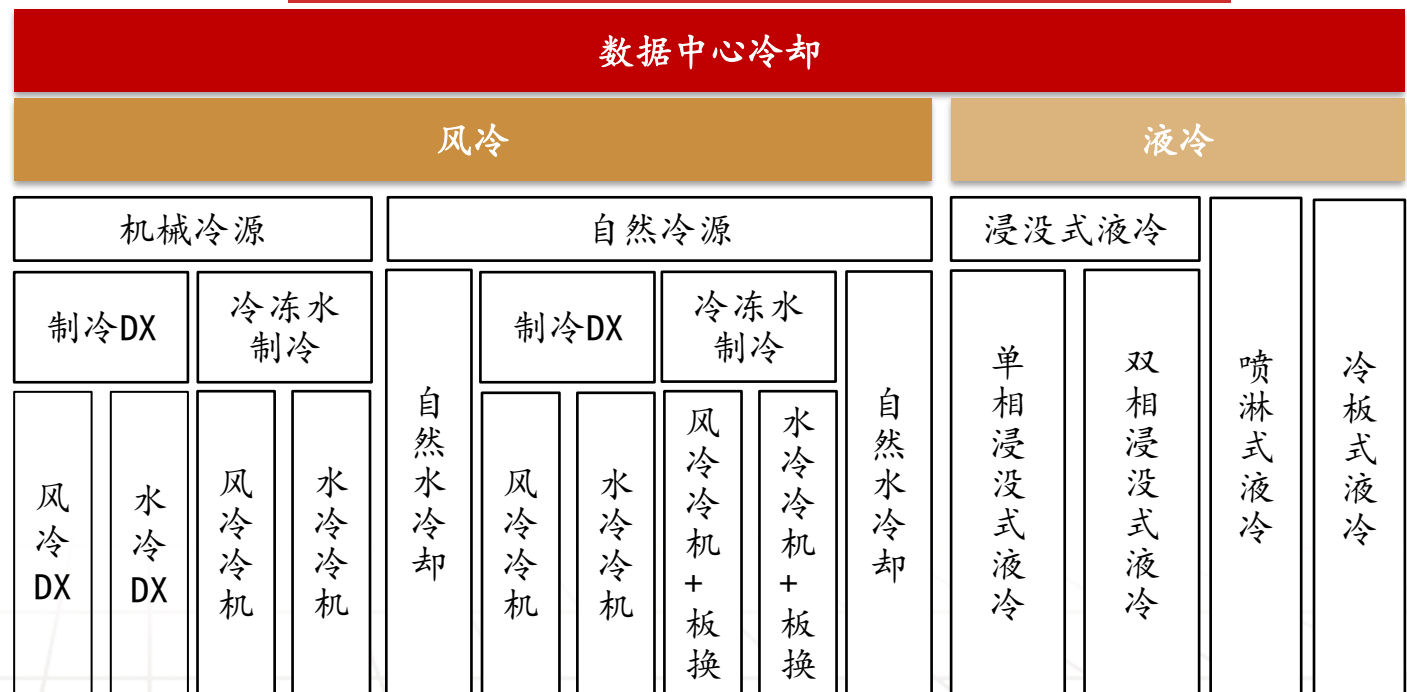 数据中心冷却
风冷
液冷
机械冷源
自然冷源
浸没式液冷
制冷DX
冷冻水
制冷
制冷DX
冷冻水
制冷
风冷DX
水冷DX
风冷冷机
水冷冷机
自然水冷却
风冷冷机
水冷冷机
风冷冷机+板换
水冷冷机+板换
自然水冷却
单相浸没式液冷
双相浸没式液冷
喷淋式液冷
冷板式液冷